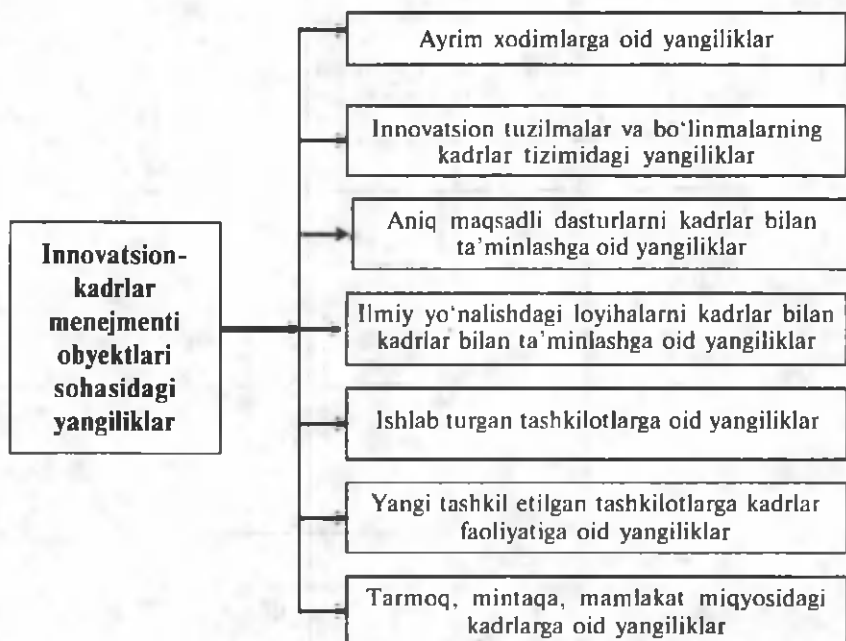 Ayrim xodimlarga oid yangiliklar
Innovatsion tuzilmalar va bo‘linmalarning
kadrlar tizimidagi yangiliklar
Aniq maqsadli dasturlarni kadrlar bilan
ta’minlashga oid yangiliklar
Innovatsion-
kadrlar
menejmenti
obyektlari
sohasidagi
yangiliklar
Ilmiy yo‘nalishdagi loyihalarni kadrlar bilan
kadrlar bilan ta’minlashga oid yangiliklar
Ishlab turgan tashkilotlarga oid yangiliklar
Yangi tashkil etilgan tashkilotlarga kadrlar
faoliyatiga oid yangiliklar
Tarmoq, mintaqa, mamlakat miqyosidagi
kadrlarga oid yangiliklar